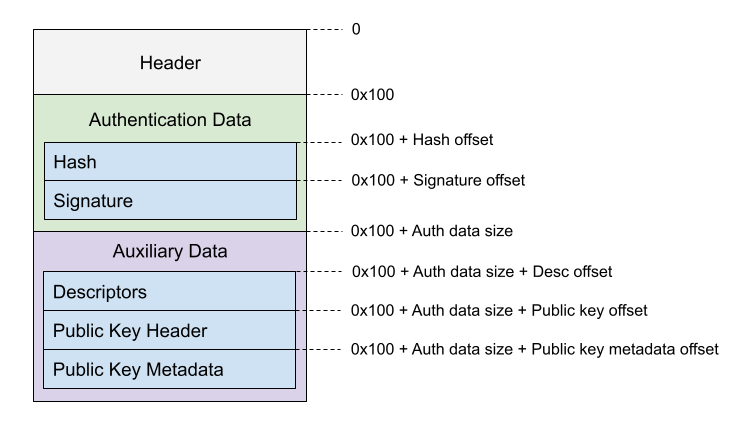 0
Header
0x100
Authentication Data
0x100 + Hash offset
Hash
0x100 + Signature offset
Signature
0x100 + Auth data size
Auxiliary Data
0x100 + Auth data size + Desc offset
Descriptors
0x100 + Auth data size + Public key offset
Public Key Header
0x100 + Auth data size + Public key metadata offset
Public Key Metadata